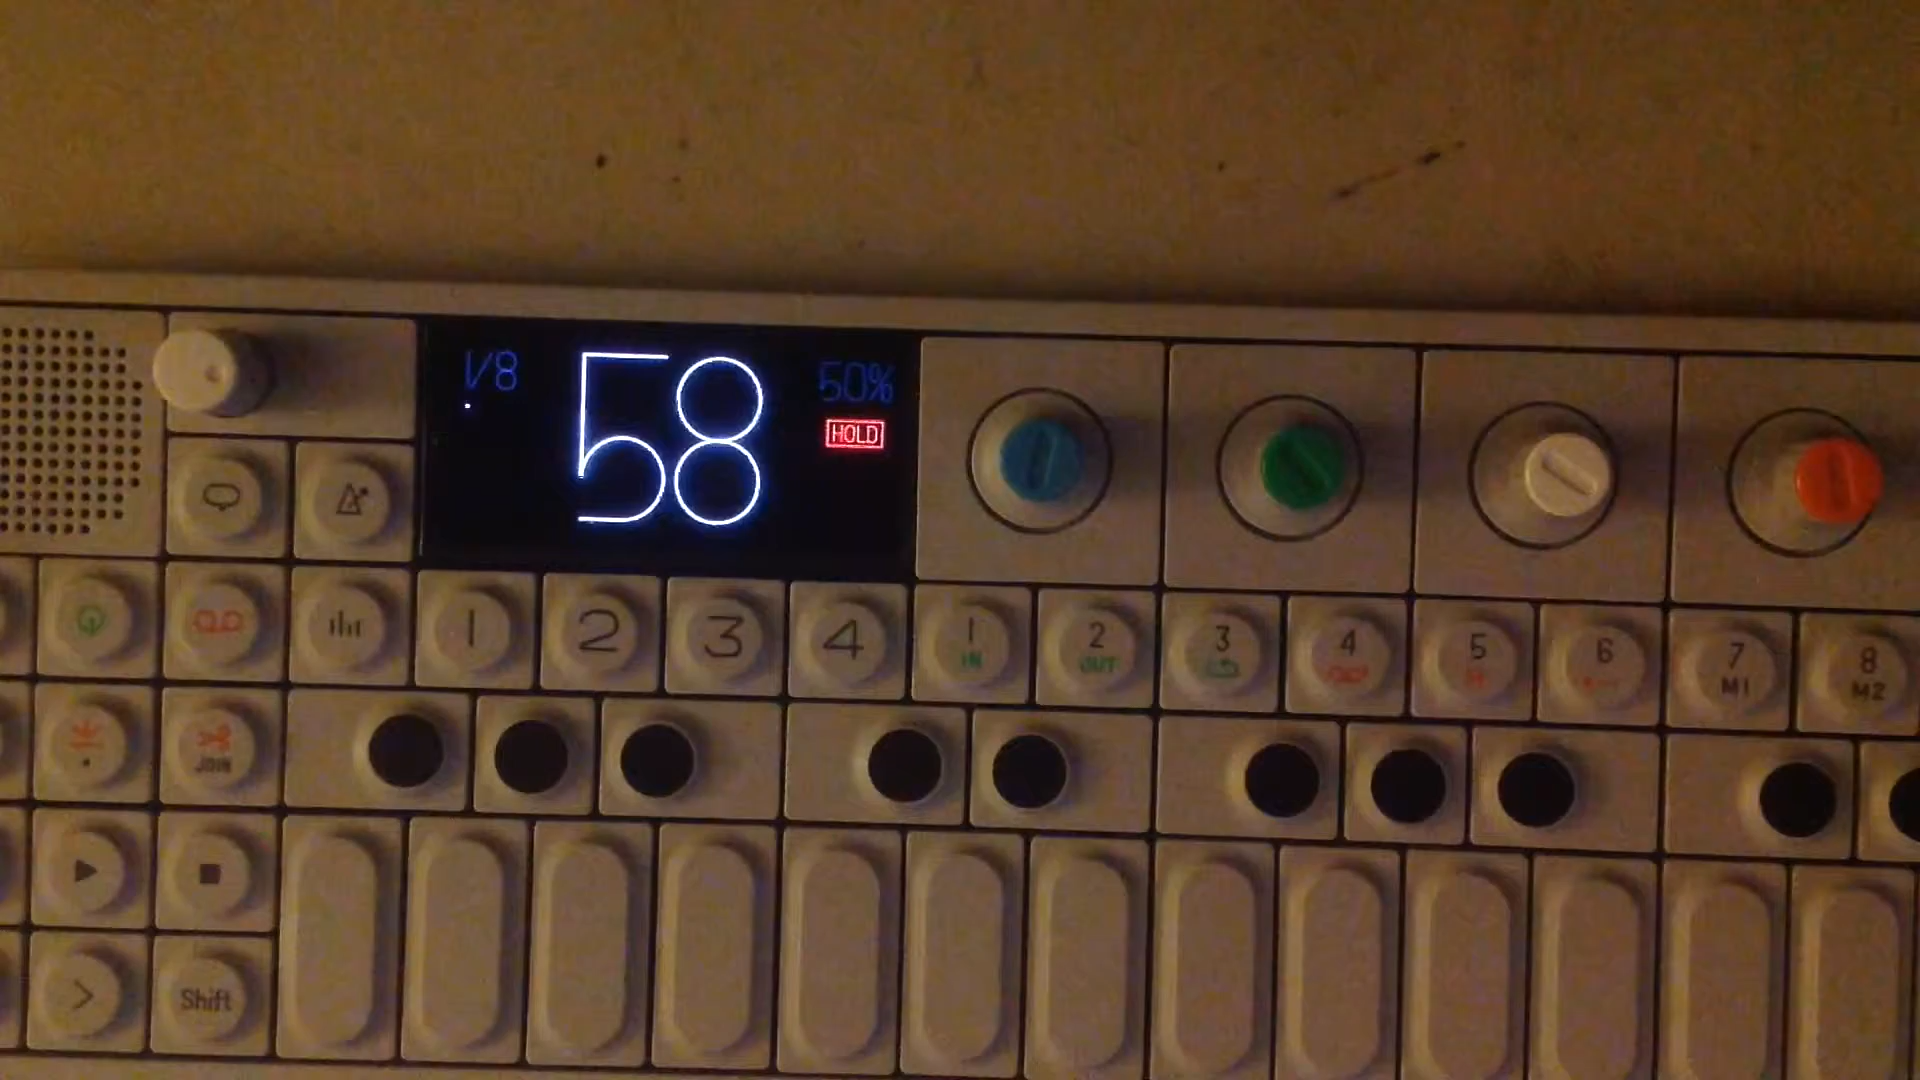 1/8 58 50%
HOLD
1 2 3 4 1 2 3 4 5 6 7 8
IN OUT M1 M2
JOIN
Shift